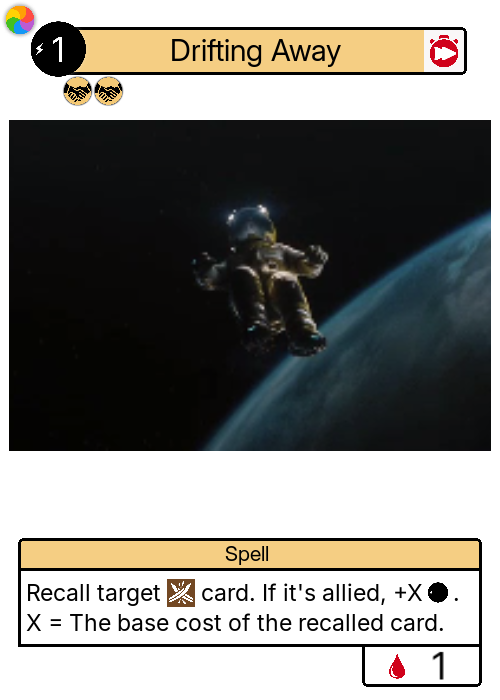 1
Drifting Away
Spell
Recall target card. If it's allied, +X .
X = The base cost of the recalled card.
1